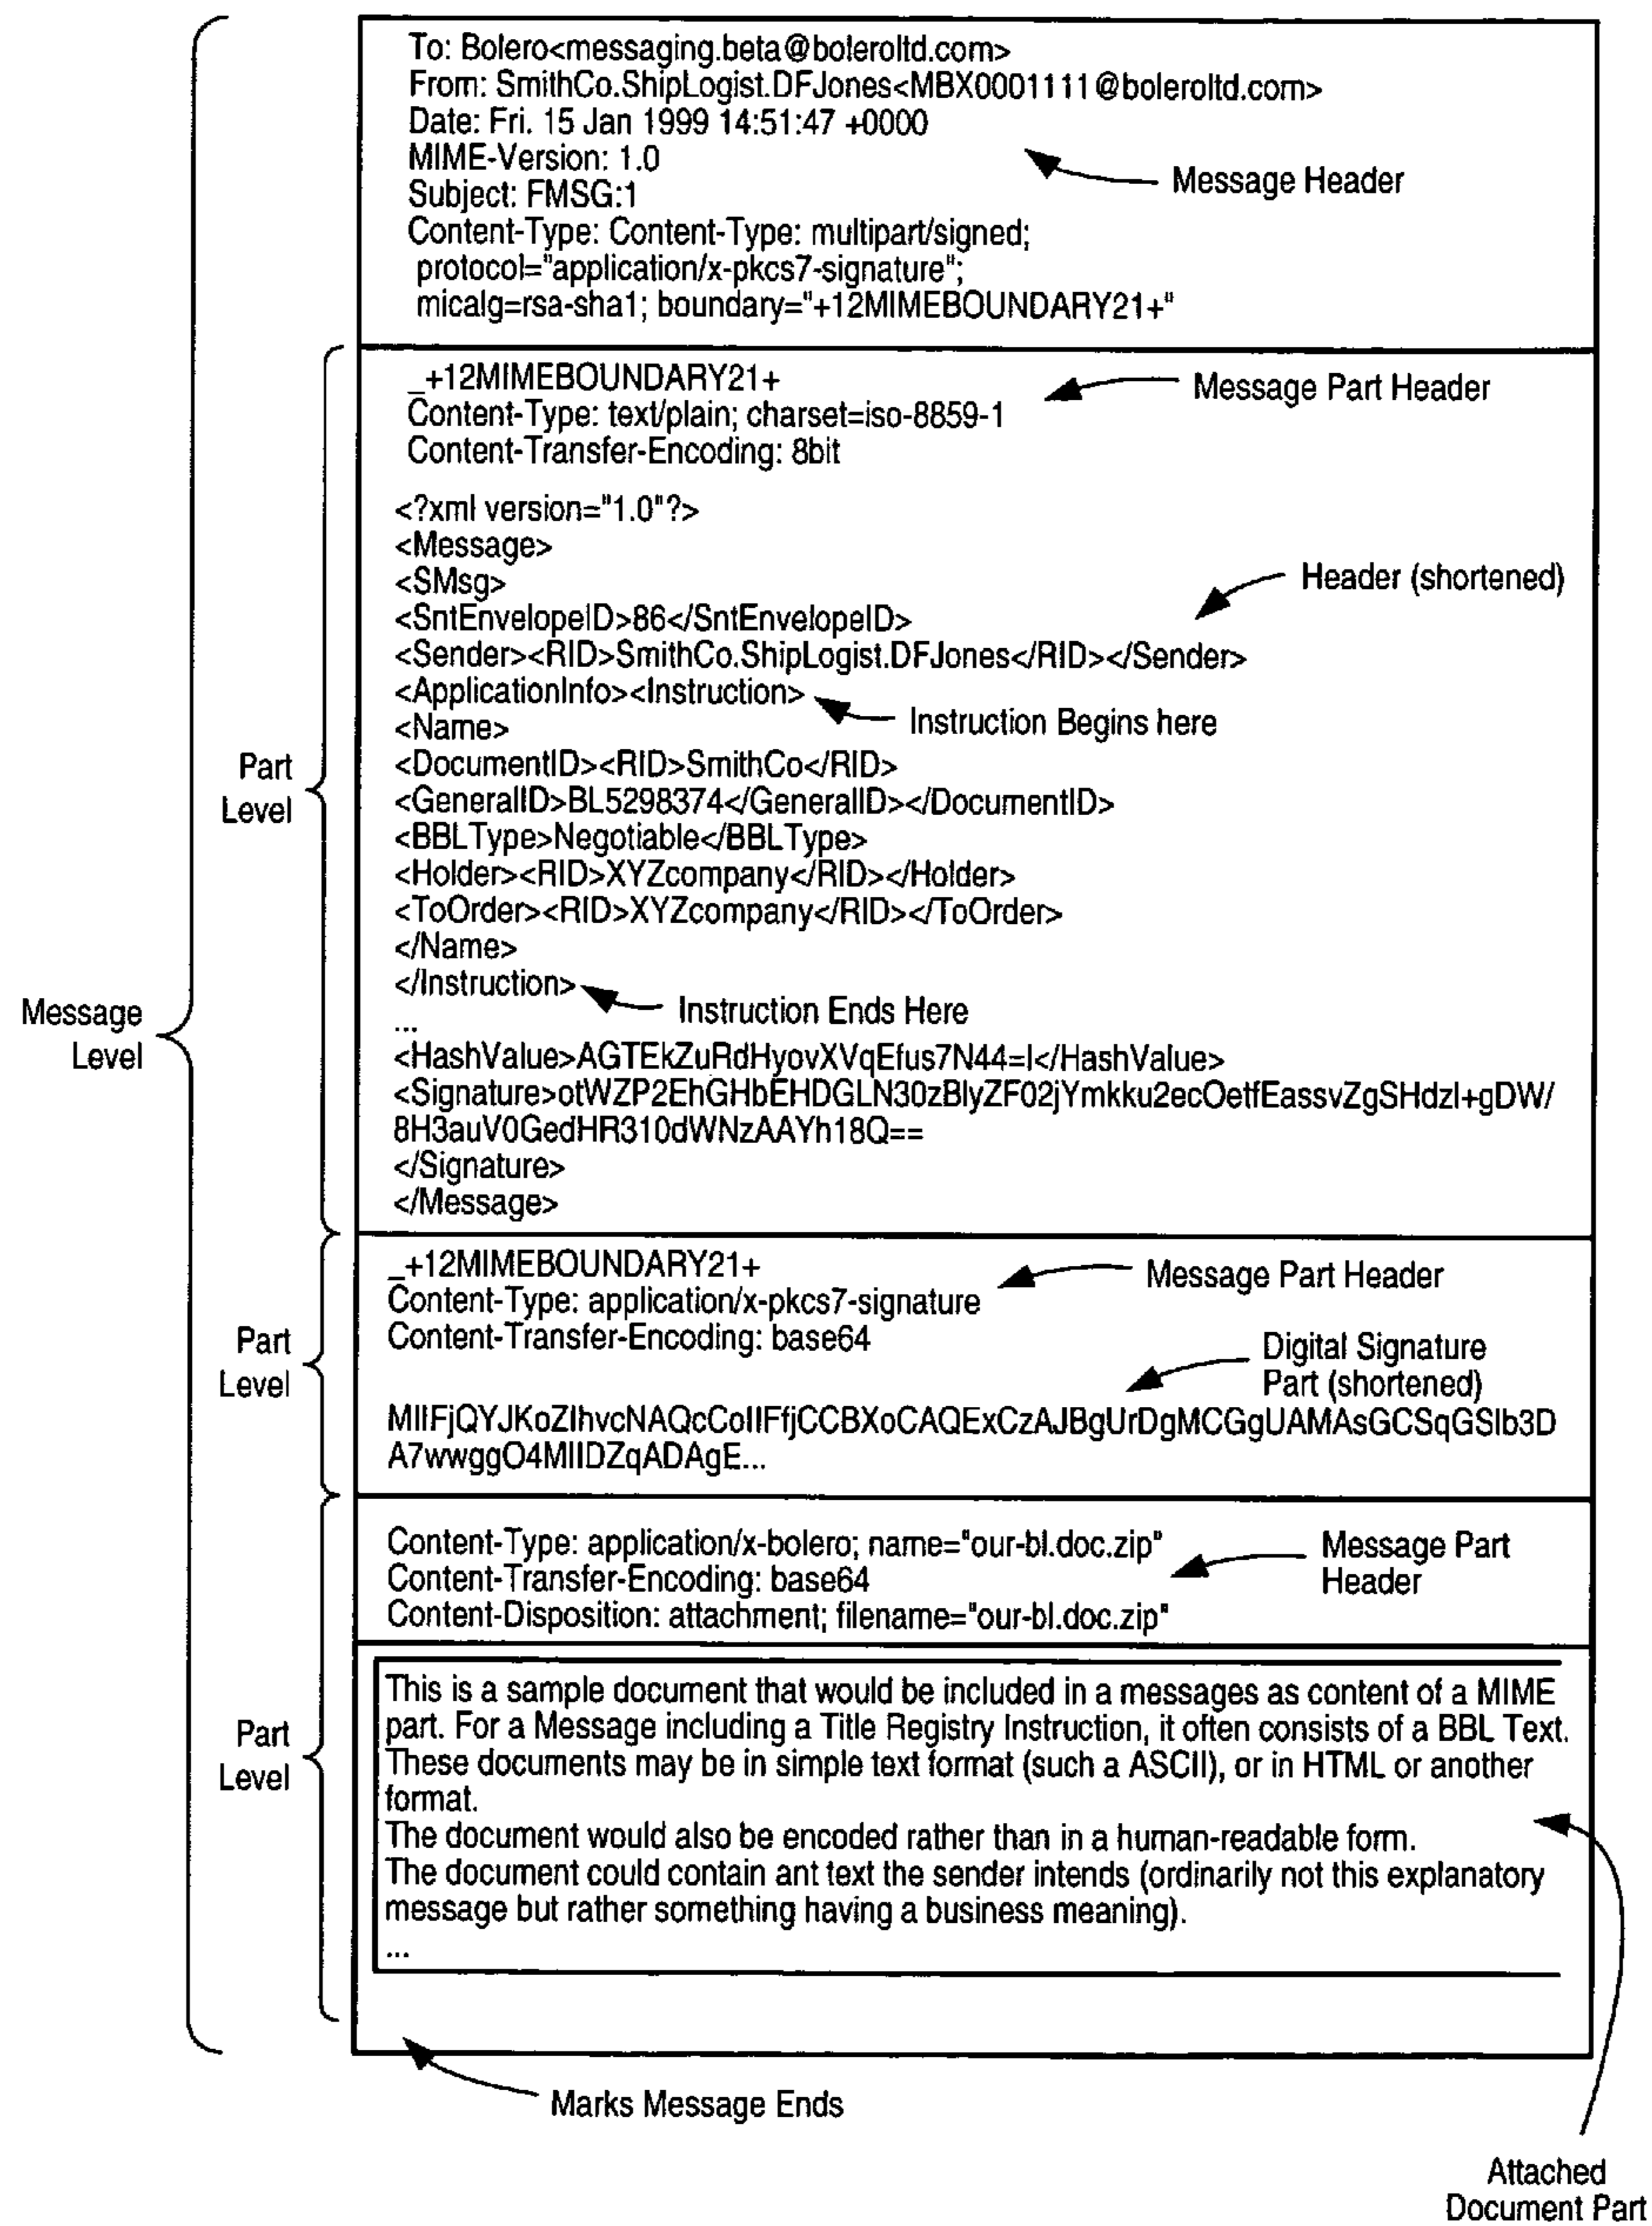 To: Bolero<messaging.beta@boleroltd.com>
From: SmithCo.ShipLogist.DFJones<MBX0001111@boleroltd.com>
Date: Fri. 15 Jan 1999 14:51:47 +0000
MIME-Version: 1.0
Message Header
Subject: FMSG:1
Content-Type: Content-Type: multipart/signed;
protocol="application/x-pkcs7-signature";
micalg=rsa-sha1; boundary="+12MIMEBOUNDARY21+"
_+12MIMEBOUNDARY21+
Message Part Header
Content-Type: text/plain; charset=iso-8859-1
Content-Transfer-Encoding: 8bit
<?xml version="1.0"?>
<Message>
<SMsg>
Header (shortened)
<SntEnvelopeID>86</SntEnvelopeID>
<Sender><RID>SmithCo.ShipLogist.DFJones</RID></Sender>
<ApplicationInfo><Instruction>
Instruction Begins here
<Name>
Part
Level
<DocumentID><RID>SmithCo</RID>
<GeneralID>BL5298374</GeneralID></DocumentID>
<BBLType>Negotiable</BBLType>
<Holder><RID>XYZcompany</RID></Holder>
<ToOrder><RID>XYZcompany</RID></ToOrder>
</Name>
</Instruction>
Instruction Ends Here
Message
Level
...
<HashValue>AGTEkZuRdHyovXVqEfus7N44=I</HashValue>
<Signature>otWZP2EhGHbEHDGLN30zBlyZF02jYmkku2ecOetfEassvZgSHdzI+gDW/
8H3auV0GedHR310dWNzAAYh18Q==
</Signature>
</Message>
_+12MIMEBOUNDARY21+
Message Part Header
Content-Type: application/x-pkcs7-signature
Content-Transfer-Encoding: base64
Part
Level
Digital Signature
Part (shortened)
MIIFjQYJKoZIhvcNAQcCoIIFfjCCBXoCAQExCzAJBgUrDgMCGgUAMAsGCSqGSIb3D
A7wwggO4MIIDZqADAgE...
Content-Type: application/x-bolero; name="our-bl.doc.zip"
Content-Transfer-Encoding: base64
Content-Disposition: attachment; filename="our-bl.doc.zip"
Message Part
Header
This is a sample document that would be included in a messages as content of a MIME
part. For a Message including a Title Registry Instruction, it often consists of a BBL Text.
These documents may be in simple text format (such a ASCII), or in HTML or another
format.
Part
Level
The document would also be encoded rather than in a human-readable form.
The document could contain ant text the sender intends (ordinarily not this explanatory
message but rather something having a business meaning).
...
Marks Message Ends
Attached
Document Part